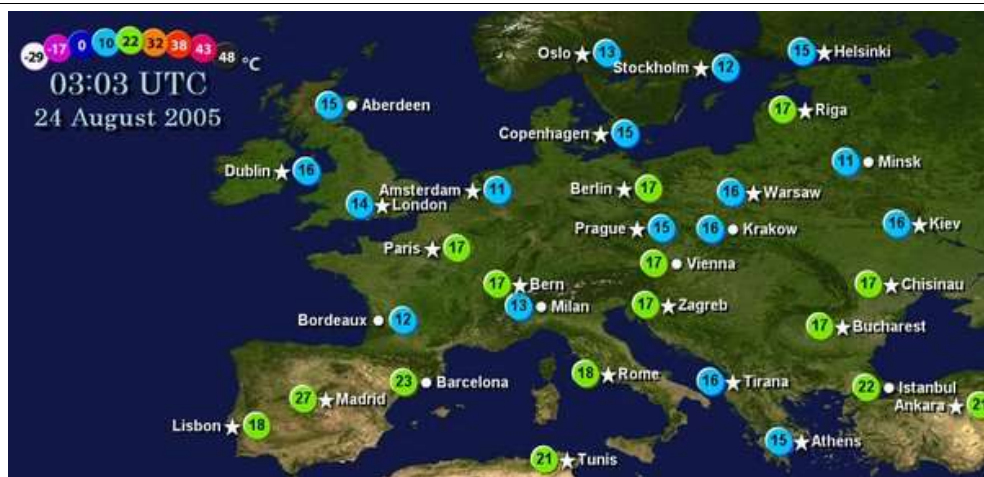 -29 -17 0 10 22 32 38 43 48 °C
03:03 UTC
24 August 2005
Oslo 13
Stockholm 12
15 Helsinki
15 Aberdeen
17 Riga
Copenhagen 15
Dublin 16
11 Minsk
Amsterdam 11
Berlin 17
16 Warsaw
14 London
Prague 15
16 Krakow
16 Kiev
Paris 17
17 Vienna
17 Bern
17 Chisinau
13 Milan
17 Zagreb
Bordeaux 12
17 Bucharest
18 Rome
23 Barcelona
16 Tirana
22 Istanbul
27 Madrid
Ankara 21
Lisbon 18
15 Athens
21 Tunis